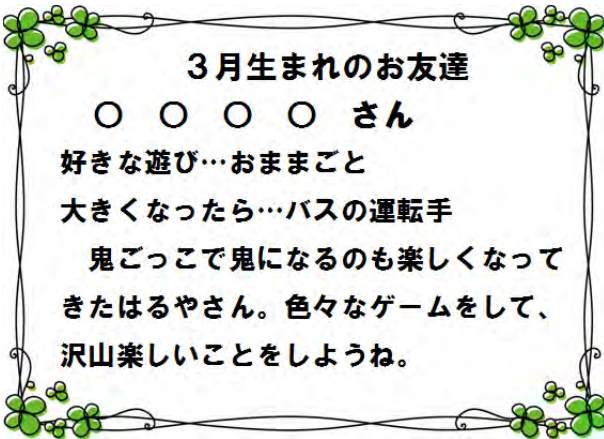 ３月生まれのお友達
○ ○ ○ ○ さん
好きな遊び…おままごと
大きくなったら…バスの運転手
　鬼ごっこで鬼になるのも楽しくなって
きたはるやさん。色々なゲームをして、
沢山楽しいことをしようね。